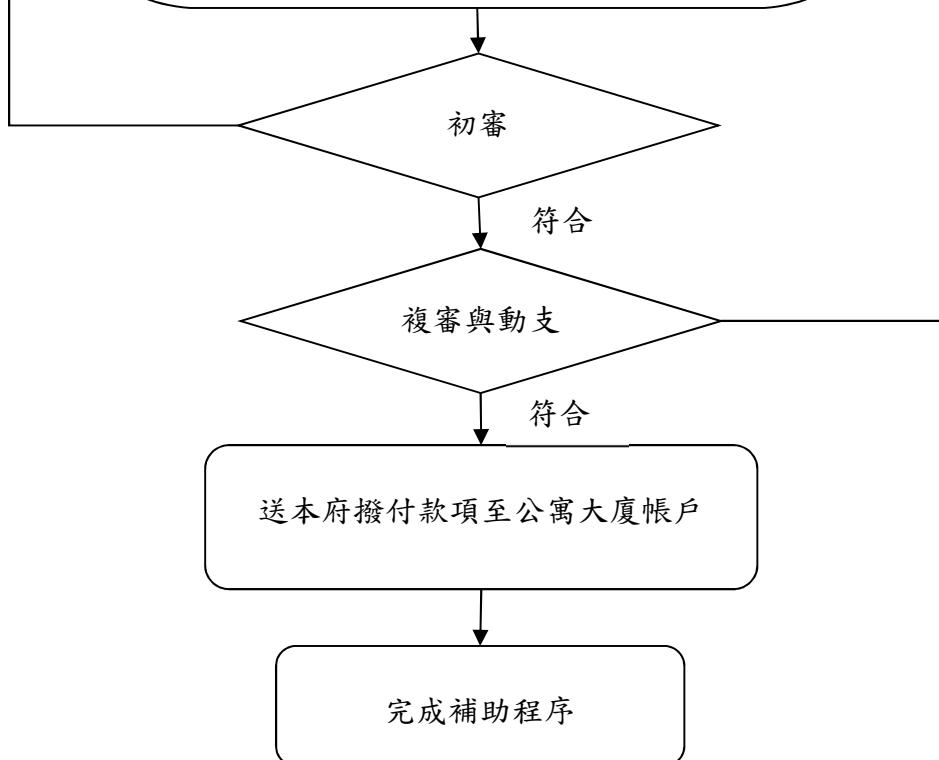 初審
符合
複審與動支
符合
送本府撥付款項至公寓大廈帳戶
完成補助程序